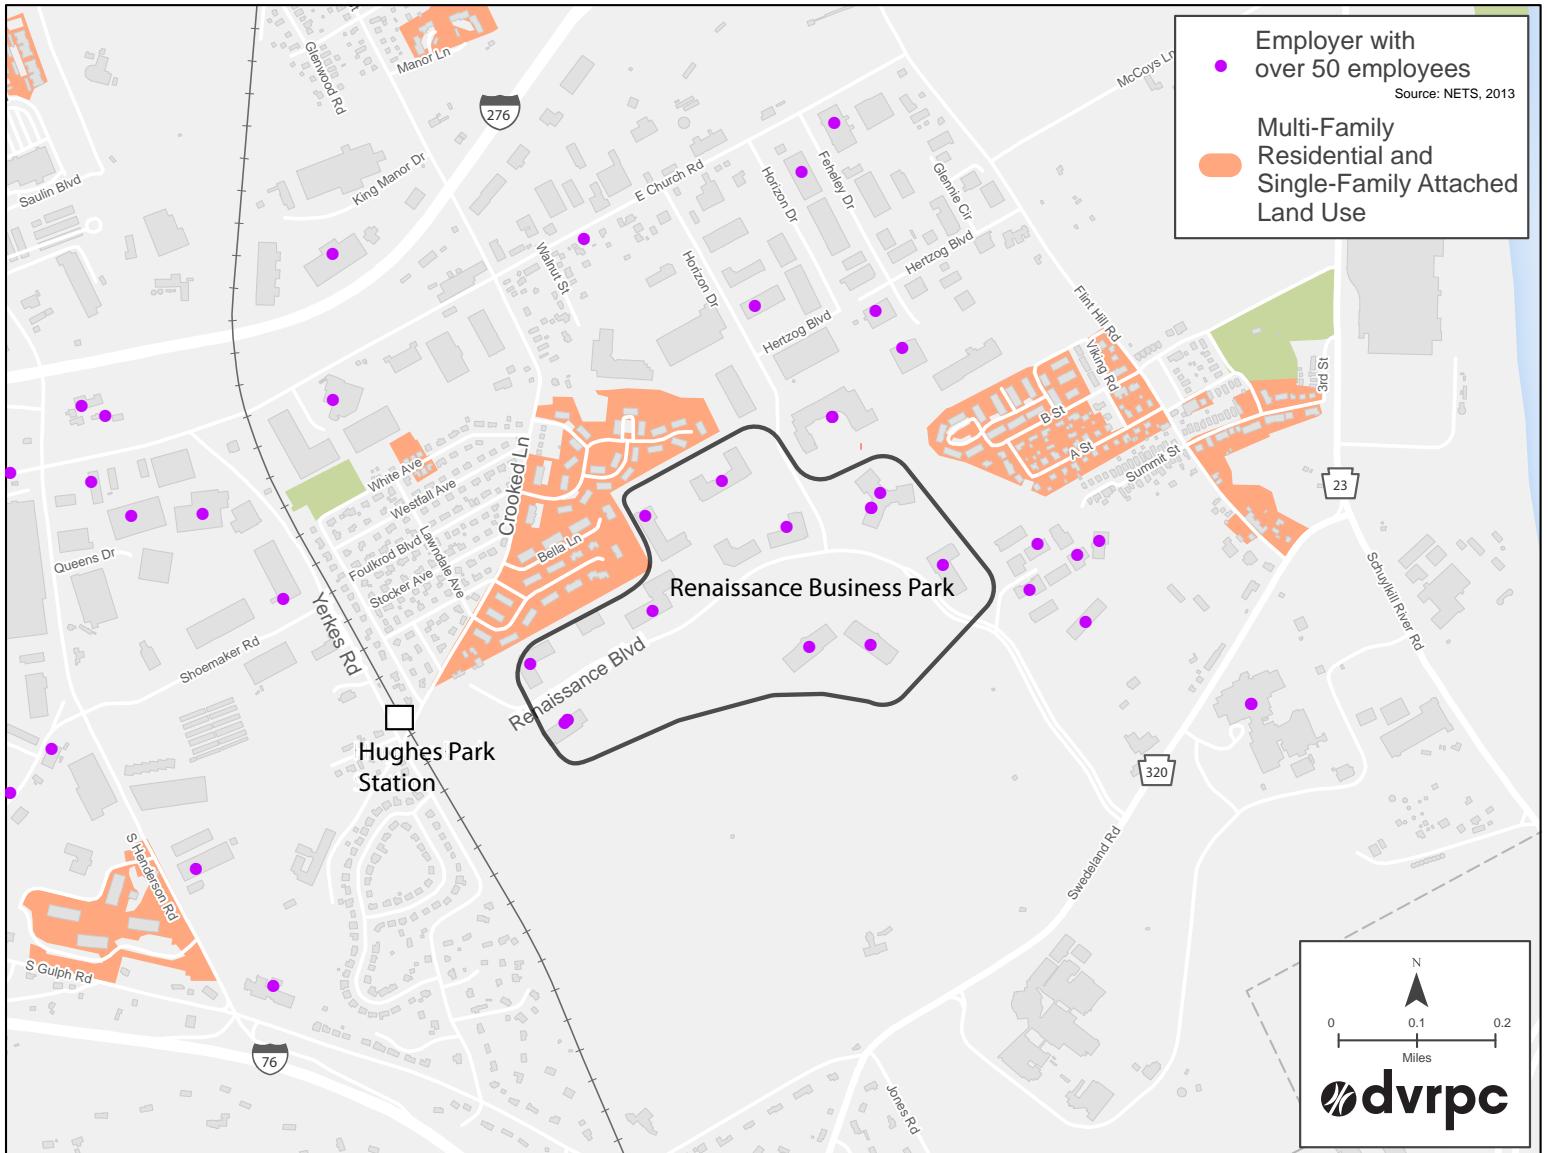 Employer with
over 50 employees
Source: NETS, 2013
Multi-Family
Residential and
Single-Family Attached
Land Use
Manor Ln
Glenwood Rd
McCoys Ln
276
Saulin Blvd
King Manor Dr
E Church Rd
Horizon Dr
Feheley Dr
Glennie Cir
Walnut St
Horizon Dr
Hertzog Blvd
Hertzog Blvd
Flint Hill Rd
Viking Rd
3rd St
B St
A St
Summit St
Crooked Ln
White Ave
Westfall Ave
Lawndale Ave
Foulkrod Blvd
Stocker Ave
Bella Ln
23
Queens Dr
Yerkes Rd
Shoemaker Rd
Renaissance Business Park
Renaissance Blvd
Schuylkill River Rd
Hughes Park
Station
320
Swedeland Rd
S Henderson Rd
S Gulph Rd
76
Jones Rd
N
0 0.1 0.2
Miles
dvrpc